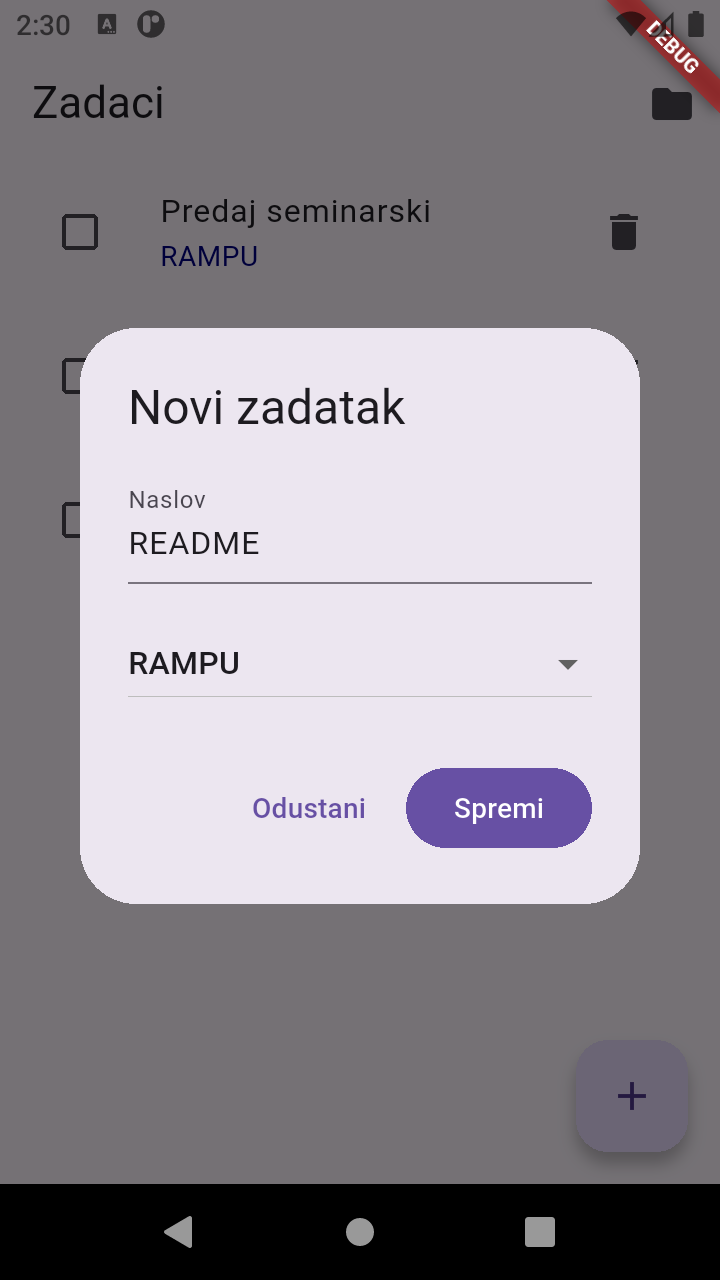 2:30
DEBUG
Zadaci
Predaj seminarski
RAMPU
Novi zadatak
Naslov
README
RAMPU
Odustani
Spremi